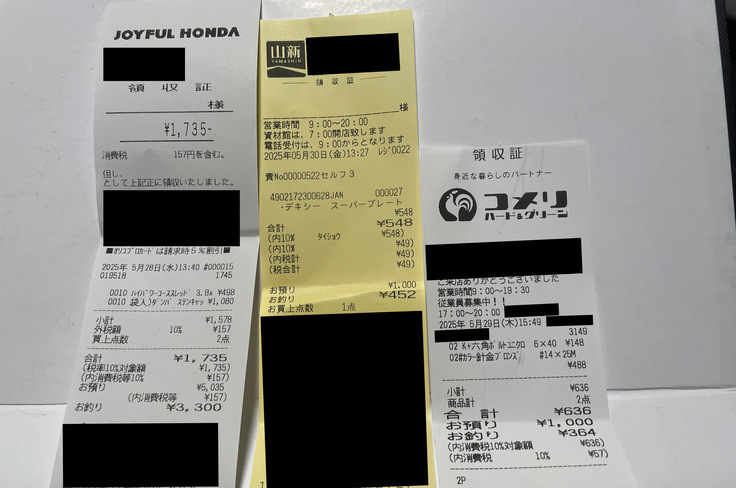 JOYFUL HONDA
領 収 証
様
¥1,735-
消費税 157円を含む。
但し、
として上記正に領収いたしました。
■オリコプロカードは請求時5%割引■
2025年 5月28日(水)13:40 #000015
019518 1745
0010 ハイパワーコーススレッド 3.8x ¥498
0010 袋入)ダンパ ステンキャッ ¥1,080
小計 ¥1,578
外税額 10% ¥157
買上点数 2点
合計 ¥1,735
(税率10%対象額 ¥1,735)
(内消費税等10% ¥157)
お預り ¥5,035
(内消費税等 ¥157)
お釣り ¥3,300
山新
YAMASHIN
領 収 証
様
営業時間 9:00~20:00
資材館は、7:00開店致します
電話受付は、9:00からとなります
2025年05月30日(金)13:27 レジ0022
責No00000522セルフ3
4902172300628JAN 000027
・デキシー スーパープレート
¥548
合計 ¥548
(内10% タイショウ ¥548)
(内10% ¥49)
(内税計 ¥49)
(税合計 ¥49)
お預り ¥1,000
お釣り ¥452
お買上点数 1点
領収証
身近な暮らしのパートナー
コメリ
ハード&グリーン
ご来店ありがとうございました
営業時間9:00~19:30
従業員募集中!!
17:00~20:00
2025年 5月29日(木)15:49
3149
02 K+六角ボルトユニクロ 6×40 ¥148
02#カラー針金ブロンズ #14×25M
¥488
小計 ¥636
商品計 2点
合 計 ¥636
お預り ¥1,000
お釣り ¥364
(内消費税10%対象額 ¥636)
(内消費税 10% ¥57)
2P